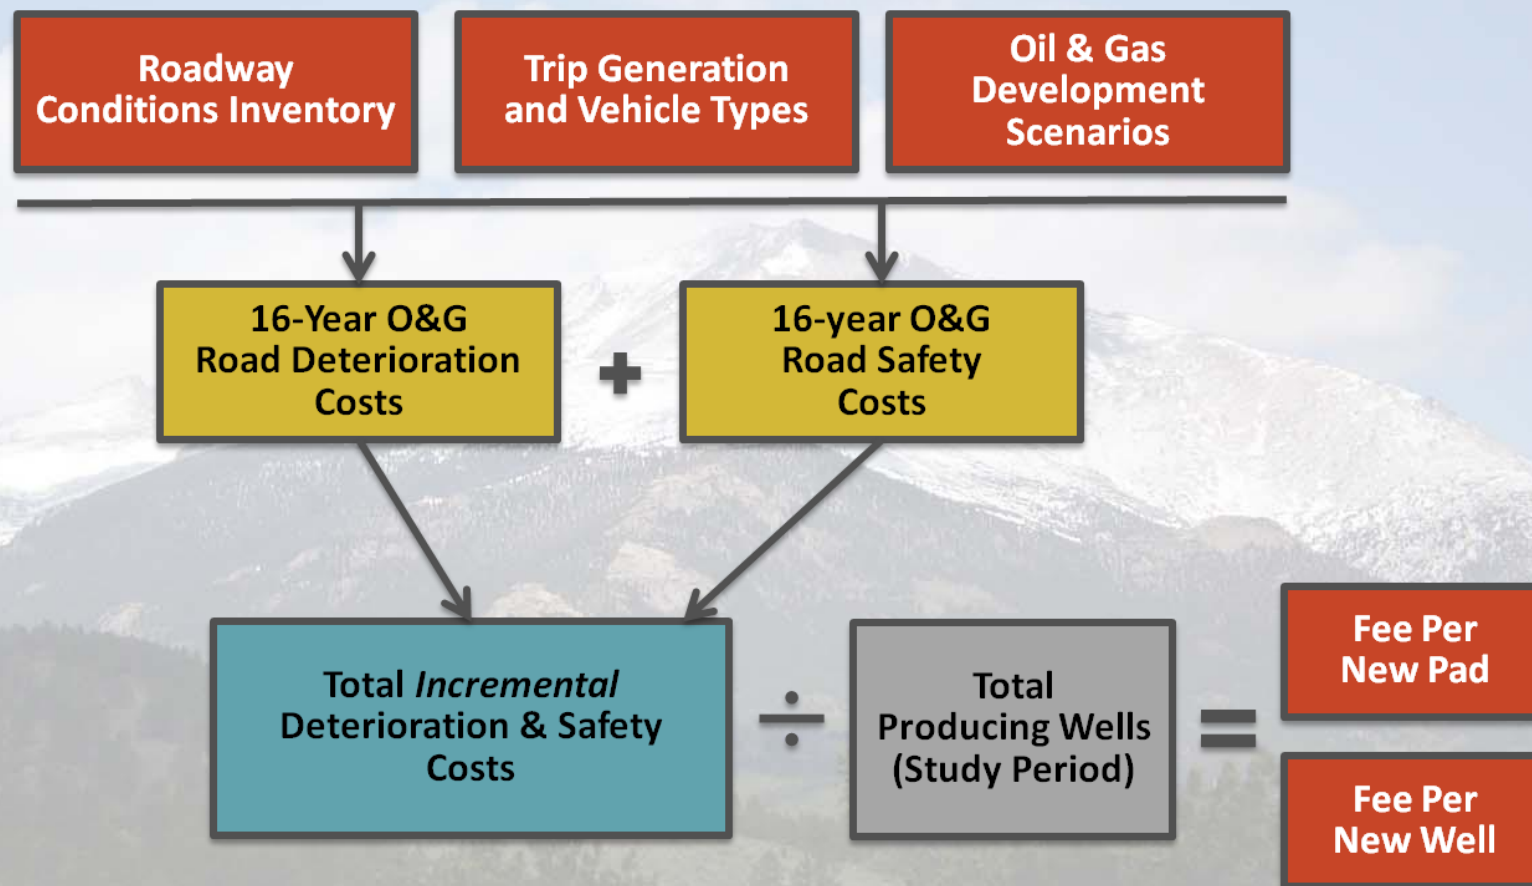 Roadway
Conditions Inventory
Trip Generation
and Vehicle Types
Oil & Gas
Development
Scenarios
16-Year O&G
Road Deterioration
Costs
16-year O&G
Road Safety
Costs
Total Incremental
Deterioration & Safety
Costs
Total
Producing Wells
(Study Period)
Fee Per
New Pad
Fee Per
New Well